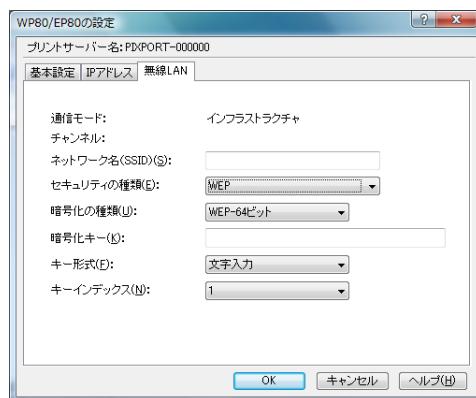 WP80/EP80の設定
プリントサーバー名:PIXPORT-000000
基本設定 IPアドレス 無線LAN
通信モード: インフラストラクチャ
チャンネル:
ネットワーク名(SSID)(S):
セキュリティの種類(E): WEP
暗号化の種類(U): WEP-64ビット
暗号化キー(K):
キー形式(F): 文字入力
キーインデックス(N): 1
OK キャンセル ヘルプ(H)